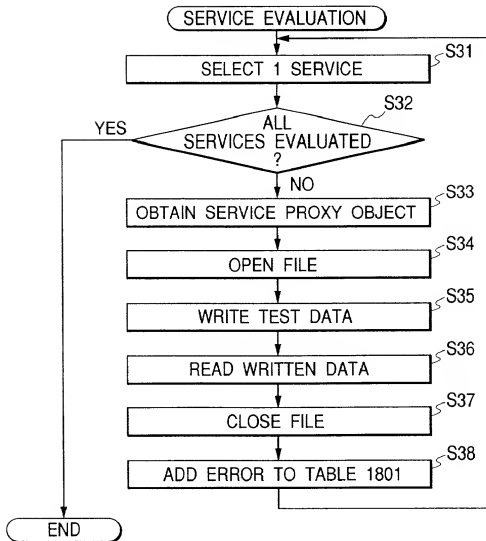 SERVICE EVALUATION
S31
SELECT 1 SERVICE
S32
ALL
YES
SERVICES EVALUATED
?
NO
S33
OBTAIN SERVICE PROXY OBJECT
S34
OPEN FILE
S35
WRITE TEST DATA
S36
READ WRITTEN DATA
S37
CLOSE FILE
S38
ADD ERROR TO TABLE 1801
END